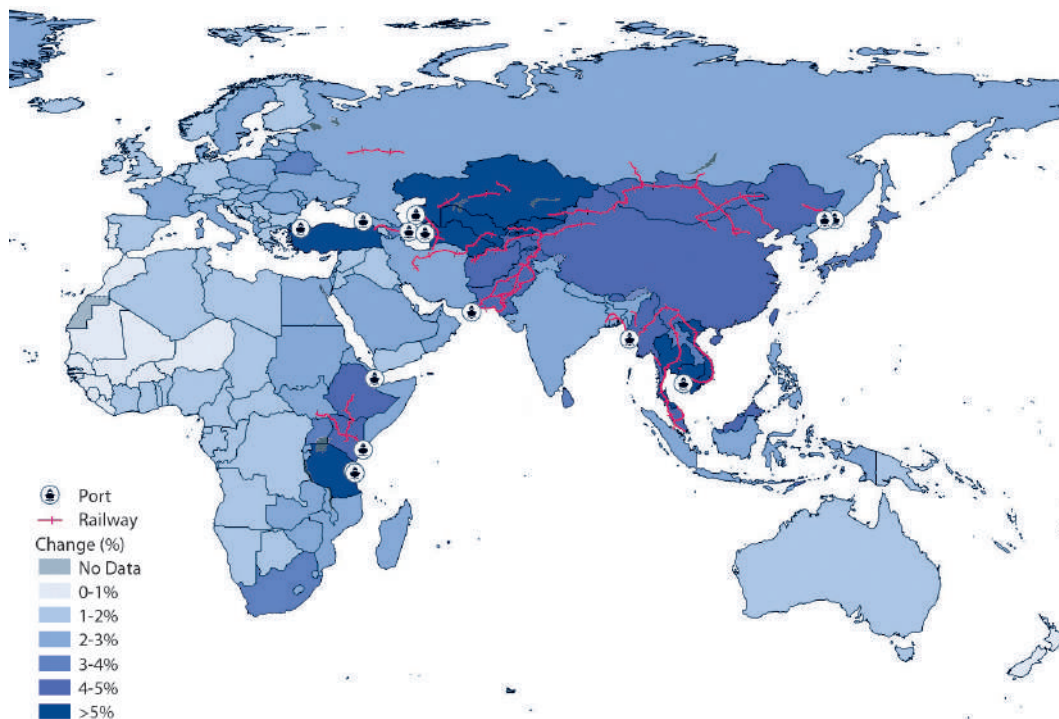 Port
Railway
Change (%)
No Data
0-1%
1-2%
2-3%
3-4%
4-5%
>5%